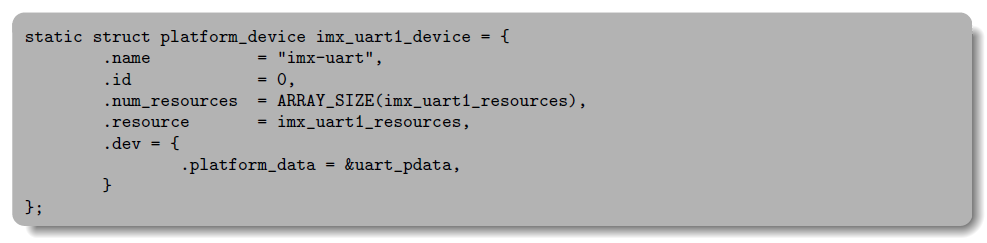 static struct platform_device imx_uart1_device = {
        .name           = "imx-uart",
        .id             = 0,
        .num_resources  = ARRAY_SIZE(imx_uart1_resources),
        .resource       = imx_uart1_resources,
        .dev = {
                .platform_data = &uart_pdata,
        }
};